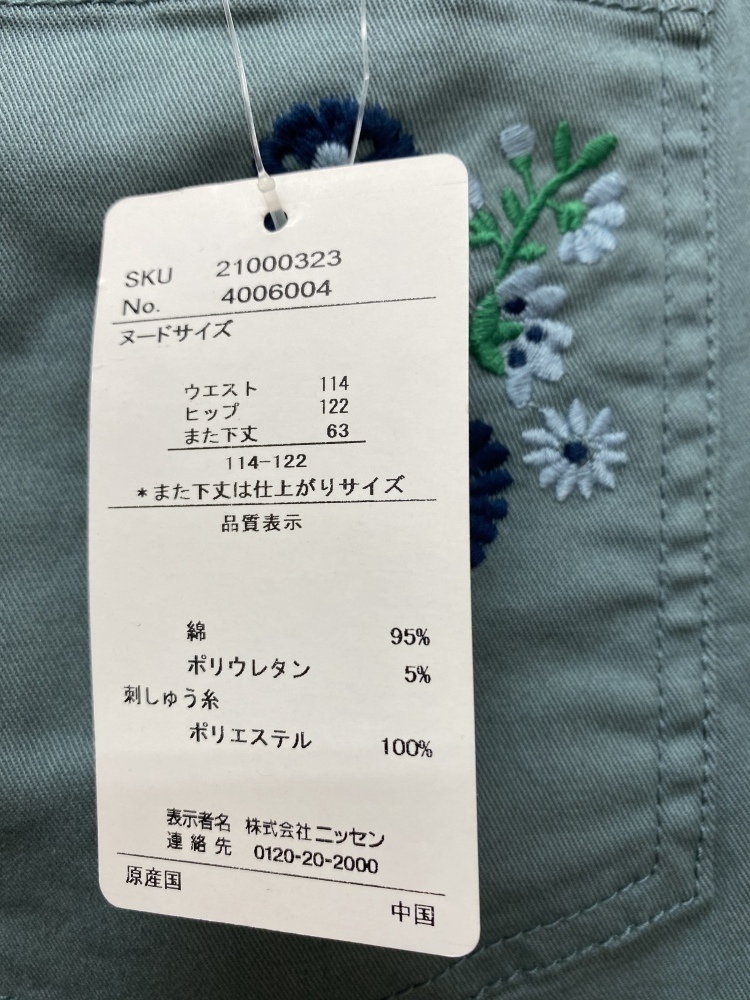 SKU 21000323
No. 4006004
ヌードサイズ
ウエスト 114
ヒップ 122
また下丈 63
114-122
*また下丈は仕上がりサイズ
品質表示
綿 95%
ポリウレタン 5%
刺しゅう糸
ポリエステル 100%
表示者名 株式会社ニッセン
連絡先 0120-20-2000
原産国
中国